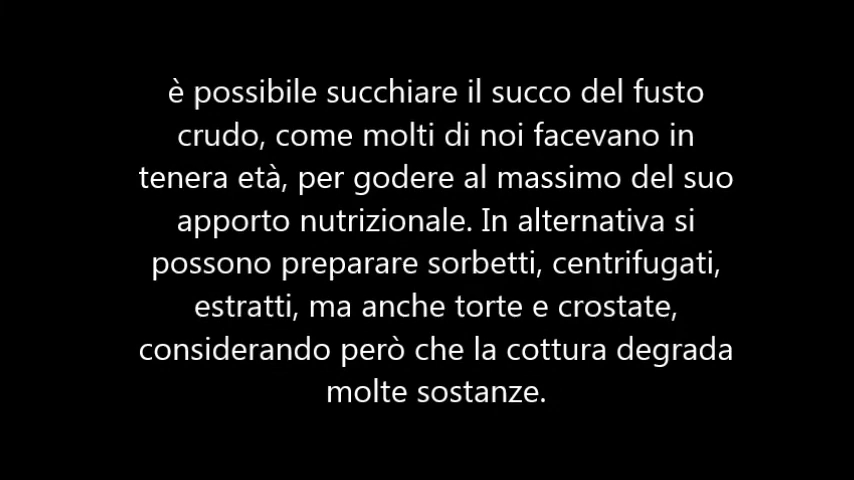 è possibile succhiare il succo del fusto
crudo, come molti di noi facevano in
tenera età, per godere al massimo del suo
apporto nutrizionale. In alternativa si
possono preparare sorbetti, centrifugati,
estratti, ma anche torte e crostate,
considerando però che la cottura degrada
molte sostanze.